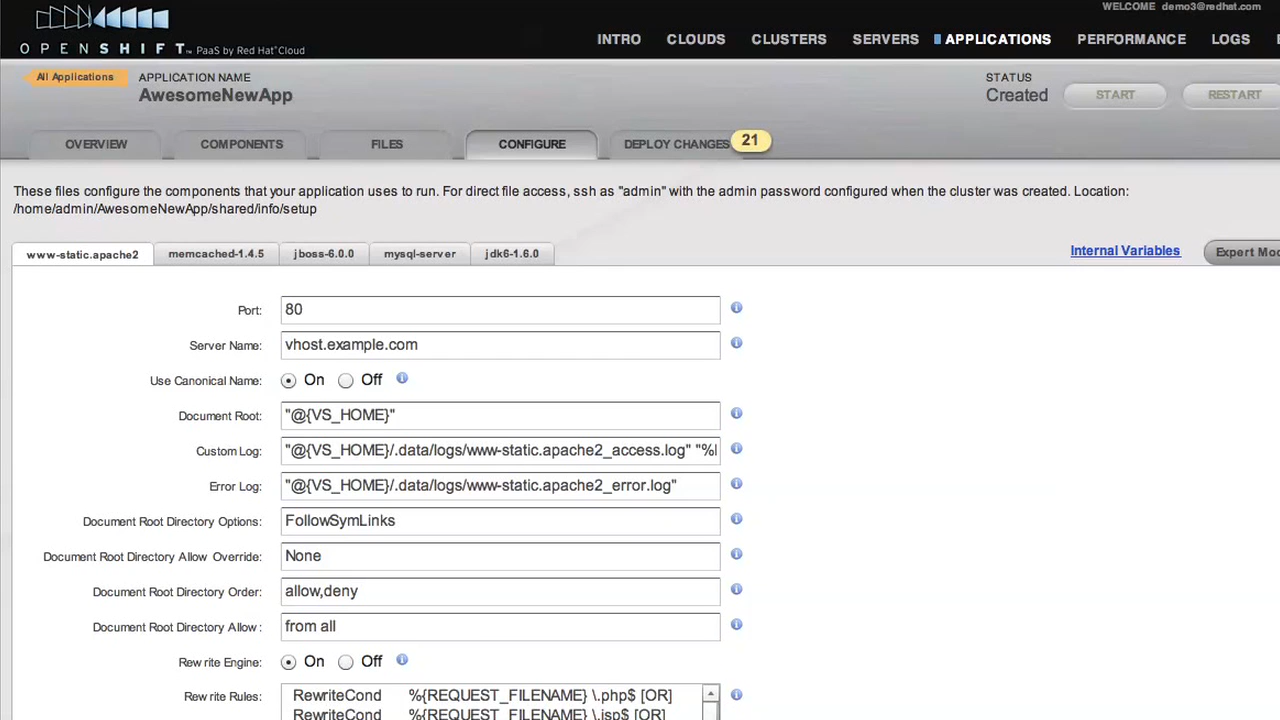 WELCOME demo3@redhat.com
OPENSHIFT™ PaaS by Red Hat® Cloud
INTRO CLOUDS CLUSTERS SERVERS APPLICATIONS PERFORMANCE LOGS
All Applications APPLICATION NAME STATUS
AwesomeNewApp Created START RESTART
OVERVIEW COMPONENTS FILES CONFIGURE DEPLOY CHANGES 21
These files configure the components that your application uses to run. For direct file access, ssh as "admin" with the admin password configured when the cluster was created. Location:
/home/admin/AwesomeNewApp/shared/info/setup
www-static.apache2 memcached-1.4.5 jboss-6.0.0 mysql-server jdk6-1.6.0 Internal Variables Expert Mo
Port: 80
Server Name: vhost.example.com
Use Canonical Name: On Off
Document Root: "@{VS_HOME}"
Custom Log: "@{VS_HOME}/.data/logs/www-static.apache2_access.log" "%
Error Log: "@{VS_HOME}/.data/logs/www-static.apache2_error.log"
Document Root Directory Options: FollowSymLinks
Document Root Directory Allow Override: None
Document Root Directory Order: allow,deny
Document Root Directory Allow : from all
Rewrite Engine: On Off
Rewrite Rules: RewriteCond %{REQUEST_FILENAME} \.php$ [OR]
RewriteCond %{REQUEST_FILENAME} \.jsp$ [OR]